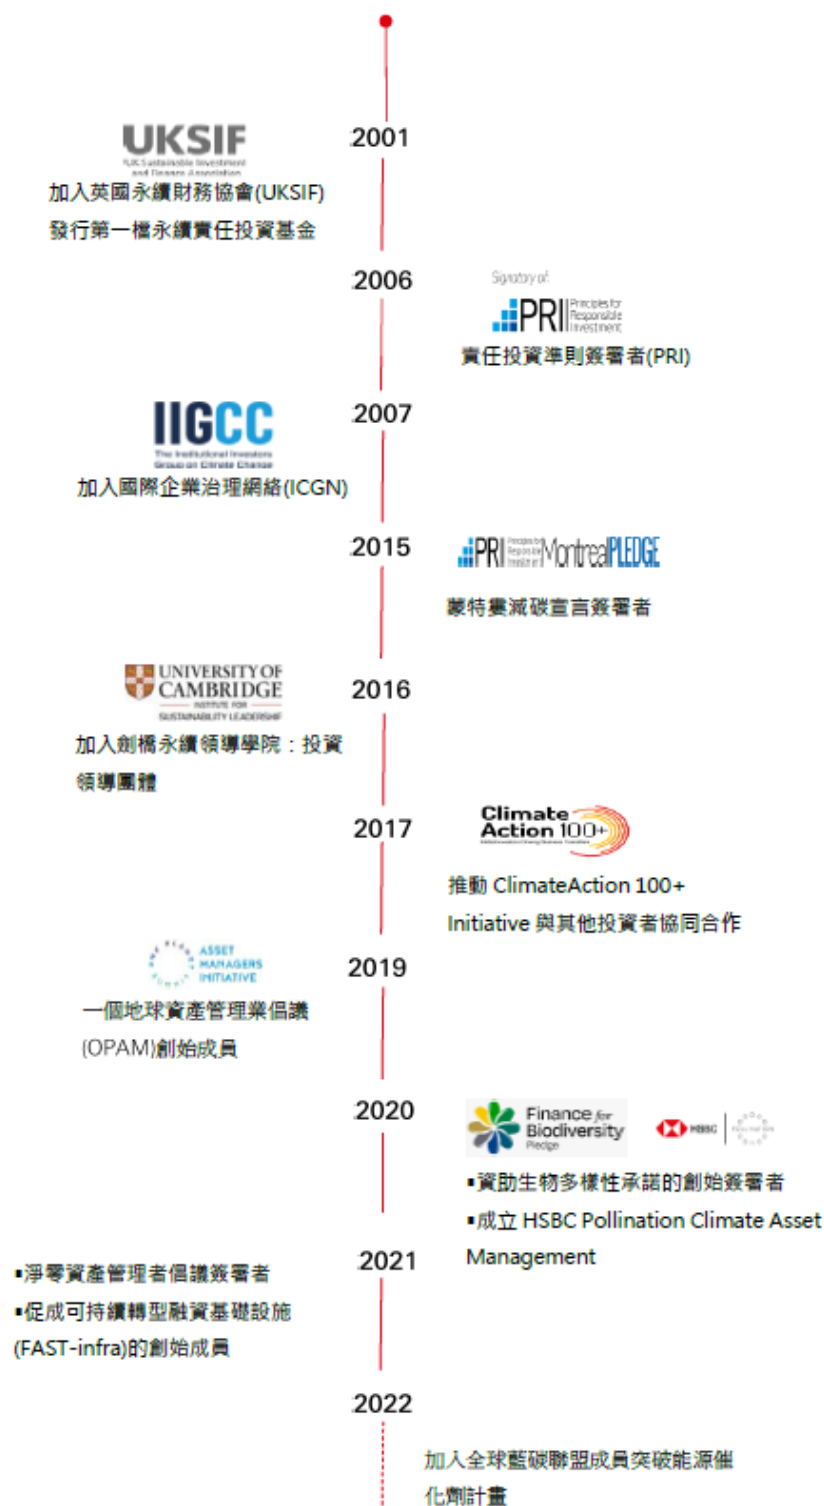 2001
UKSIF
UK Sustainable Investment
and Finance Association
加入英國永續財務協會(UKSIF)
發行第一檔永續責任投資基金
2006
Signatory of:
PRI Principles for
Responsible
Investment
責任投資準則簽署者(PRI)
2007
IIGCC
The Institutional Investors
Group on Climate Change
加入國際企業治理網絡(ICGN)
2015
PRI Principles for
Responsible
Investment
Montreal PLEDGE
蒙特婁減碳宣言簽署者
2016
UNIVERSITY OF
CAMBRIDGE
INSTITUTE FOR
SUSTAINABILITY LEADERSHIP
加入劍橋永續領導學院：投資
領導團體
2017
Climate
Action 100+
推動 ClimateAction 100+
Initiative 與其他投資者協同合作
2019
ASSET
MANAGERS
INITIATIVE
一個地球資產管理業倡議
(OPAM)創始成員
2020
Finance for
Biodiversity
Pledge
HSBC
▪資助生物多樣性承諾的創始簽署者
▪成立 HSBC Pollination Climate Asset
Management
2021
▪淨零資產管理者倡議簽署者
▪促成可持續轉型融資基礎設施
(FAST-infra)的創始成員
2022
加入全球藍碳聯盟成員突破能源催
化劑計畫